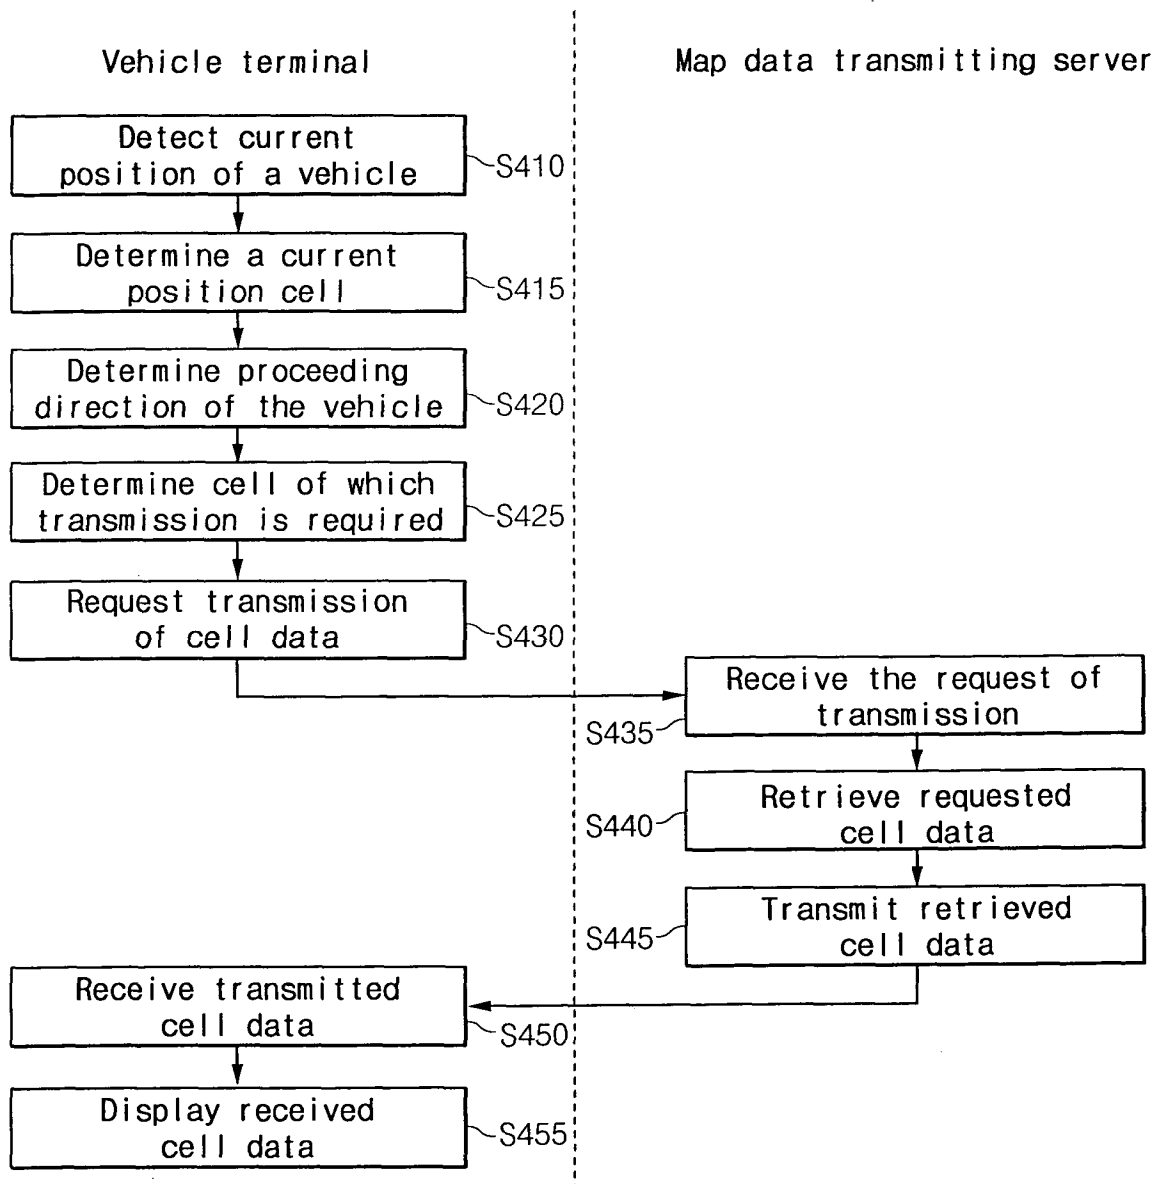 Vehicle terminal
Map data transmitting server
Detect current
position of a vehicle
S410
Determine a current
position cell
S415
Determine proceeding
direction of the vehicle
S420
Determine cell of which
transmission is required
S425
Request transmission
of cell data
S430
Receive the request of
transmission
S435
Retrieve requested
cell data
S440
Transmit retrieved
cell data
S445
Receive transmitted
cell data
S450
Display received
cell data
S455